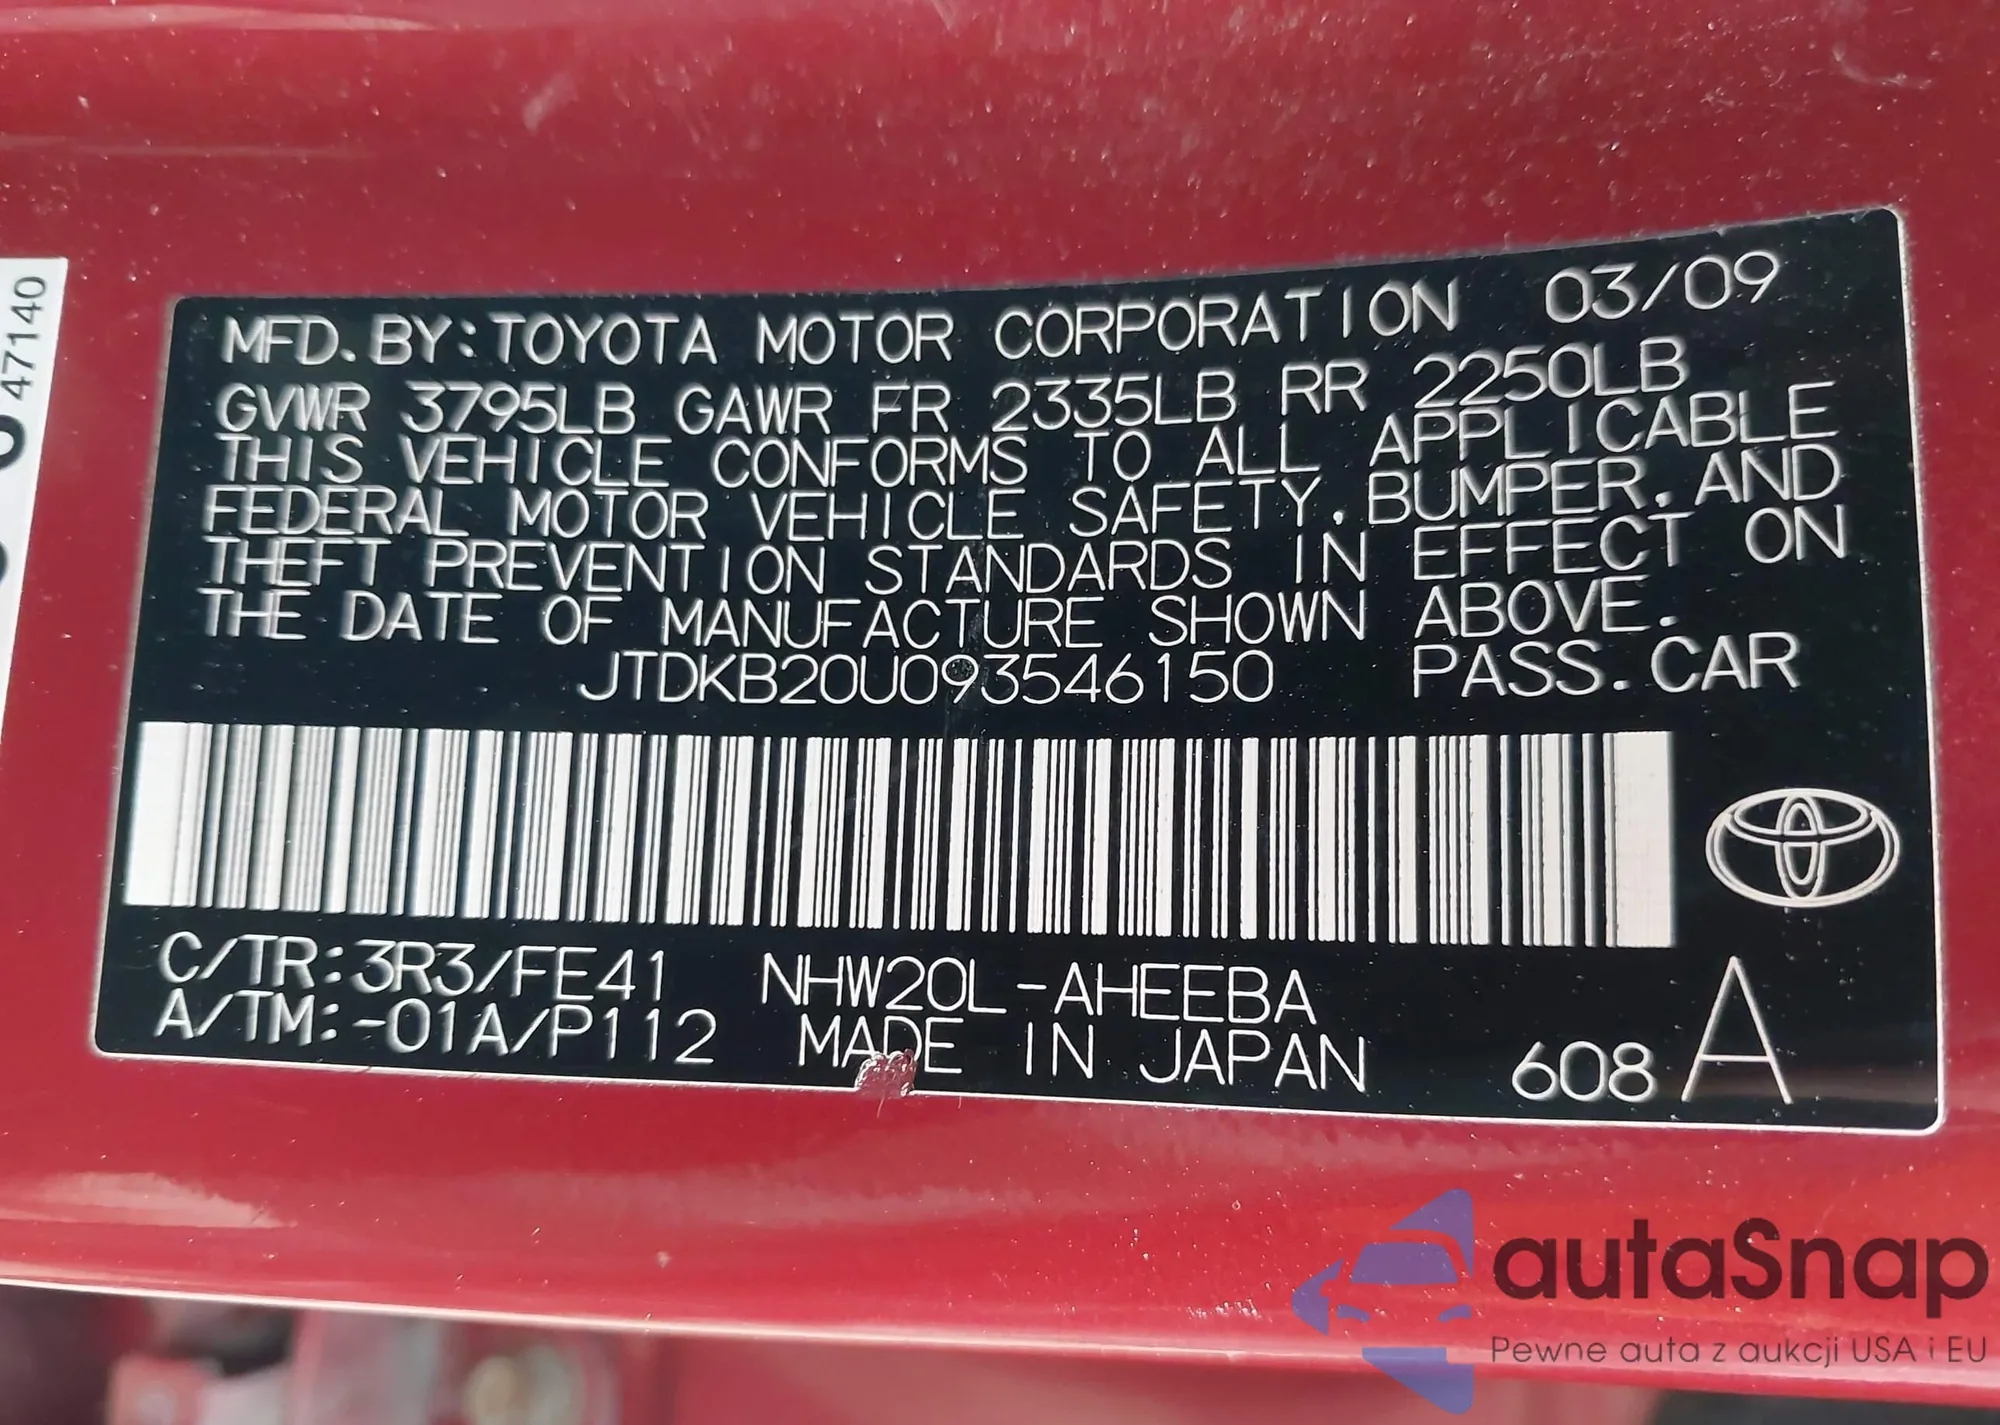 MFD. BY: TOYOTA MOTOR CORPORATION 03/09
GVWR 3795LB GAWR FR 2335LB RR 2250LB
THIS VEHICLE CONFORMS TO ALL APPLICABLE
FEDERAL MOTOR VEHICLE SAFETY, BUMPER, AND
THEFT PREVENTION STANDARDS IN EFFECT ON
THE DATE OF MANUFACTURE SHOWN ABOVE.
JTDKB20U093546150 PASS. CAR
C/TR: 3R3/FE41 NHW20L-AHEEBA
A/TM: -01A/P112 MADE IN JAPAN 608 A
47140
autaSnap
Pewne auta z aukcji USA i EU